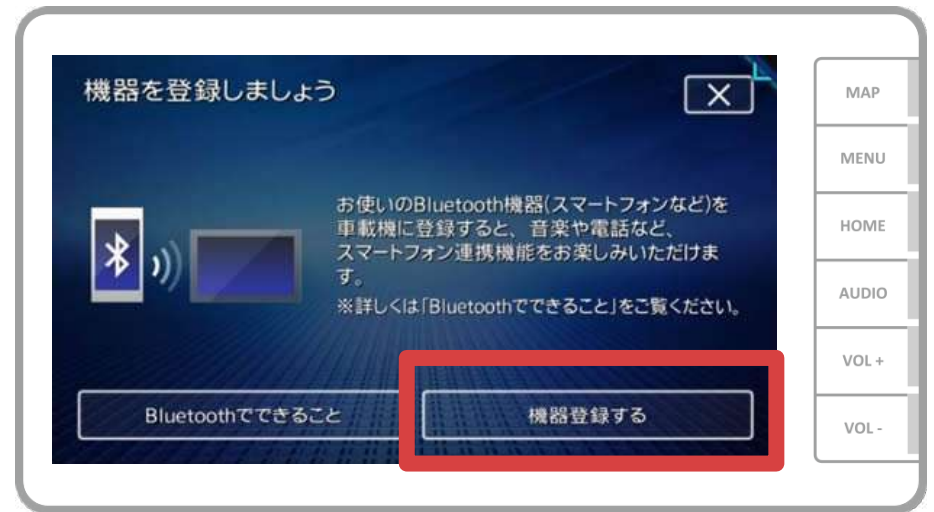 機器を登録しましょう
お使いのBluetooth機器(スマートフォンなど)を
車載機に登録すると、音楽や電話など、
スマートフォン連携機能をお楽しみいただけま
す。
※詳しくは「Bluetoothでできること」をご覧ください。
Bluetoothでできること
機器登録する
MAP
MENU
HOME
AUDIO
VOL +
VOL -